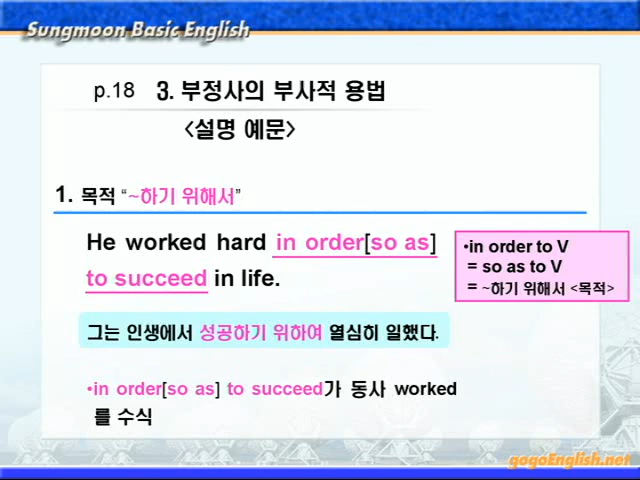 Sungmoon Basic English
p.18 3. 부정사의 부사적 용법
<설명 예문>
1. 목적 “~하기 위해서”
He worked hard in order[so as]
to succeed in life.
•in order to V
= so as to V
= ~하기 위해서 <목적>
그는 인생에서 성공하기 위하여 열심히 일했다.
•in order[so as] to succeed가 동사 worked
를 수식
gogoEnglish.net